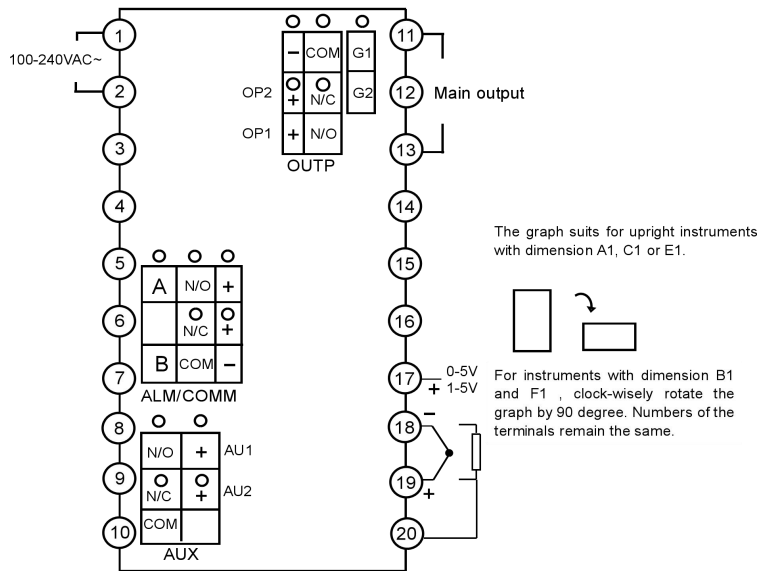 1
11
100-240VAC~
− COM G1
2
OP2
+ N/C G2
12
Main output
OP1
+ N/O
3
13
OUTP
4
14
The graph suits for upright instruments
with dimension A1, C1 or E1.
5
15
A N/O +
6
N/C +
16
B COM −
7
17
0-5V
+ 1-5V
ALM/COMM
For instruments with dimension B1
and F1 , clock-wisely rotate the
graph by 90 degree. Numbers of the
terminals remain the same.
8
18
−
N/O + AU1
9
N/C + AU2
19
+
COM
10
20
AUX